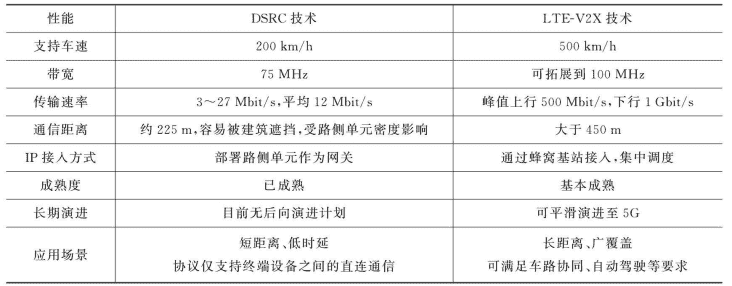 性能 DSRC 技术 LTE-V2X 技术
支持车速 200 km/h 500 km/h
带宽 75 MHz 可拓展到 100 MHz
传输速率 3～27 Mbit/s,平均 12 Mbit/s 峰值上行 500 Mbit/s,下行 1 Gbit/s
通信距离 约 225 m,容易被建筑遮挡,受路侧单元密度影响 大于 450 m
IP 接入方式 部署路侧单元作为网关 通过蜂窝基站接入,集中调度
成熟度 已成熟 基本成熟
长期演进 目前无后向演进计划 可平滑演进至 5G
应用场景 短距离、低时延 长距离、广覆盖
协议仅支持终端设备之间的直连通信 可满足车路协同、自动驾驶等要求